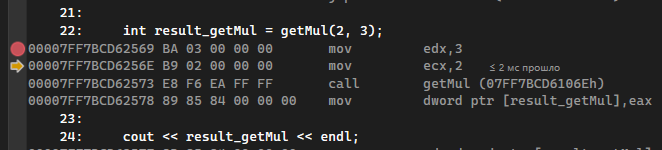 21:
22:     int result_getMul = getMul(2, 3);
00007FF7BCD62569 BA 03 00 00 00       mov         edx,3
00007FF7BCD6256E B9 02 00 00 00       mov         ecx,2   ≤ 2 мс прошло
00007FF7BCD62573 E8 F6 EA FF FF       call        getMul (07FF7BCD6106Eh)
00007FF7BCD62578 89 85 84 00 00 00    mov         dword ptr [result_getMul],eax
23:
24:     cout << result_getMul << endl;